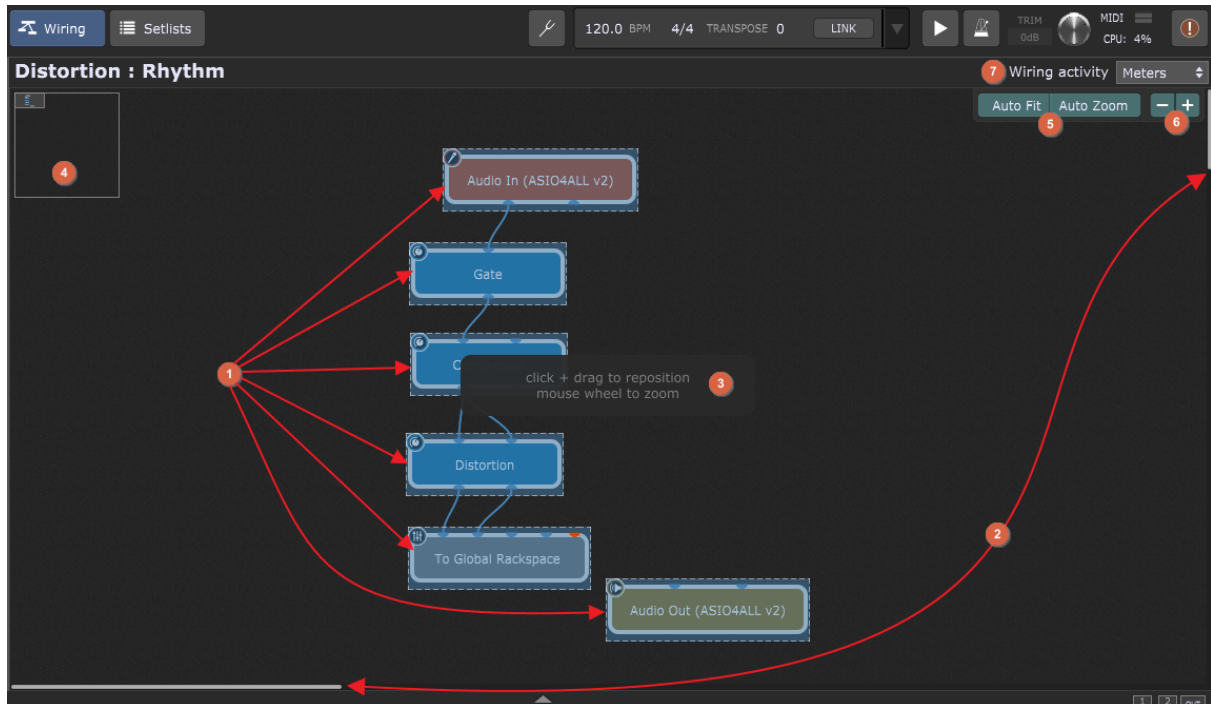 Wiring Setlists 120.0 BPM 4/4 TRANSPOSE 0 LINK TRIM 0dB MIDI CPU: 4%
Distortion : Rhythm
7 Wiring activity Meters
Auto Fit Auto Zoom - +
5 6
4
Audio In (ASIO4ALL v2)
Gate
1
click + drag to reposition
mouse wheel to zoom
3
Distortion
2
To Global Rackspace
Audio Out (ASIO4ALL v2)
1 2 OUT